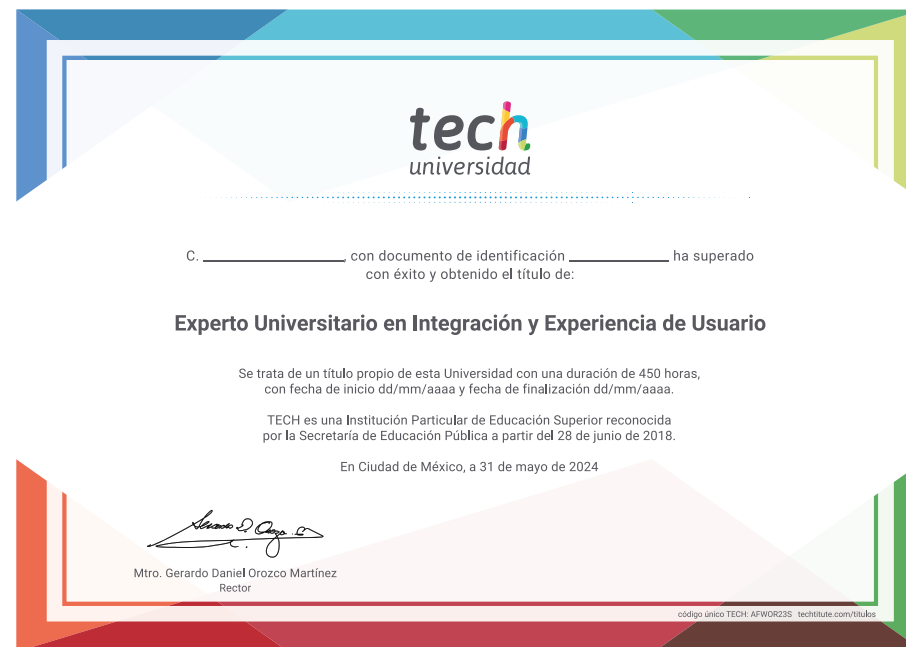 tech
universidad
C. ____________, con documento de identificación ____________ ha superado
con éxito y obtenido el título de:
Experto Universitario en Integración y Experiencia de Usuario
Se trata de un título propio de esta Universidad con una duración de 450 horas,
con fecha de inicio dd/mm/aaaa y fecha de finalización dd/mm/aaaa.
TECH es una Institución Particular de Educación Superior reconocida
por la Secretaría de Educación Pública a partir del 28 de junio de 2018.
En Ciudad de México, a 31 de mayo de 2024
Mtro. Gerardo Daniel Orozco Martínez
Rector
código único TECH: AFWOR23S techtitute.com/titulos